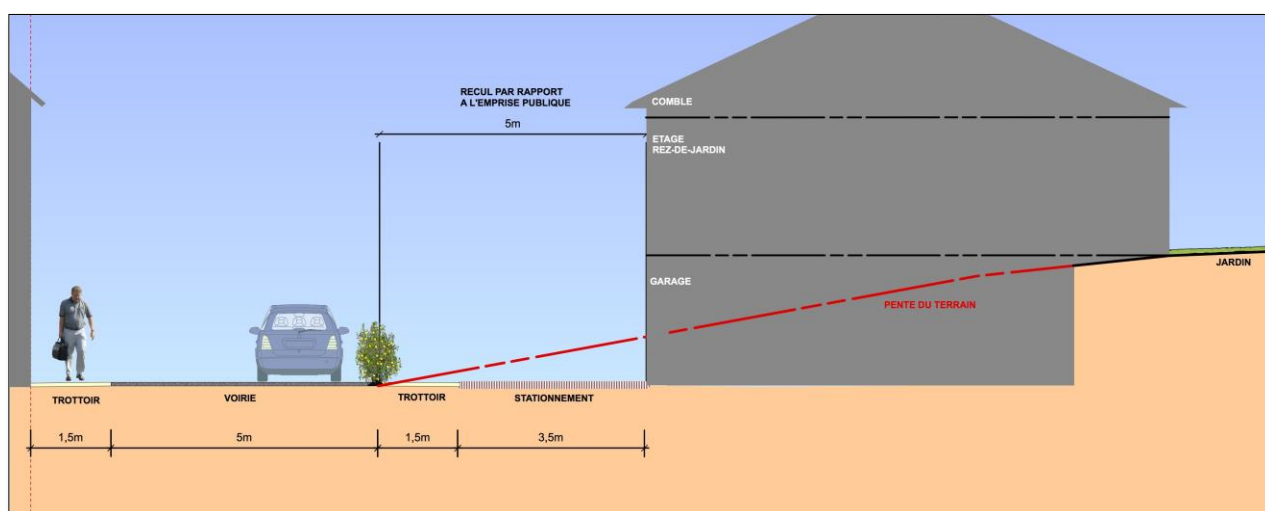 RECUL PAR RAPPORT
A L'EMPRISE PUBLIQUE
5m
COMBLE
ETAGE
REZ-DE-JARDIN
GARAGE
PENTE DU TERRAIN
JARDIN
TROTTOIR
VOIRIE
TROTTOIR
STATIONNEMENT
1,5m
5m
1,5m
3,5m